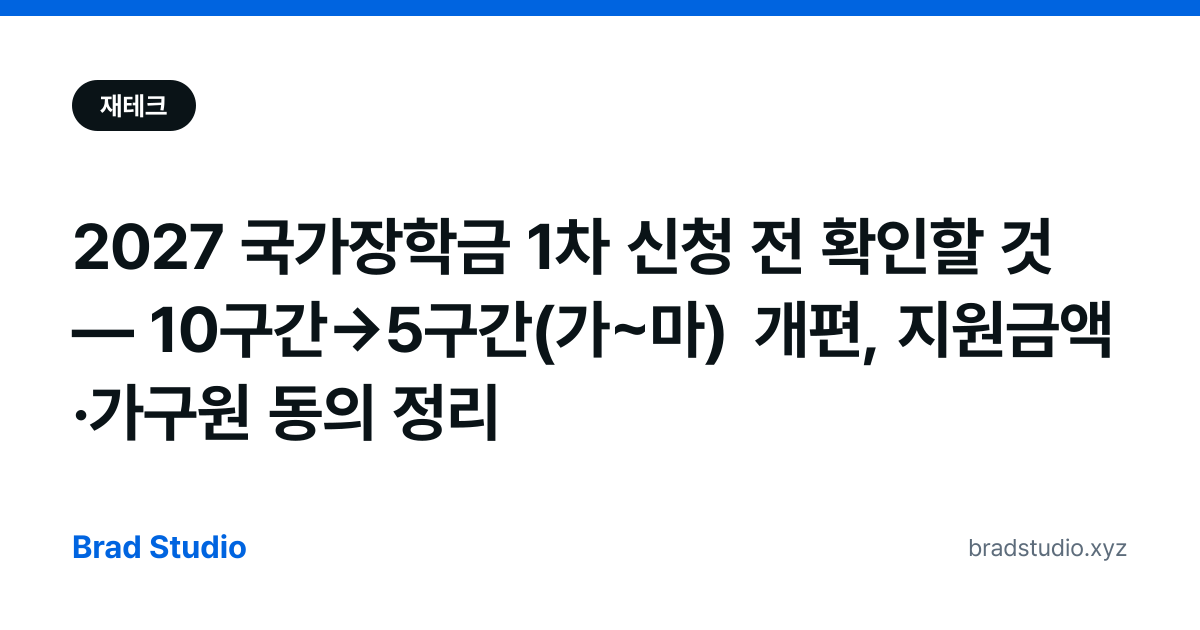 재테크
2027 국가장학금 1차 신청 전 확인할 것
— 10구간→5구간(가~마) 개편, 지원금액
·가구원 동의 정리
Brad Studio
bradstudio.xyz